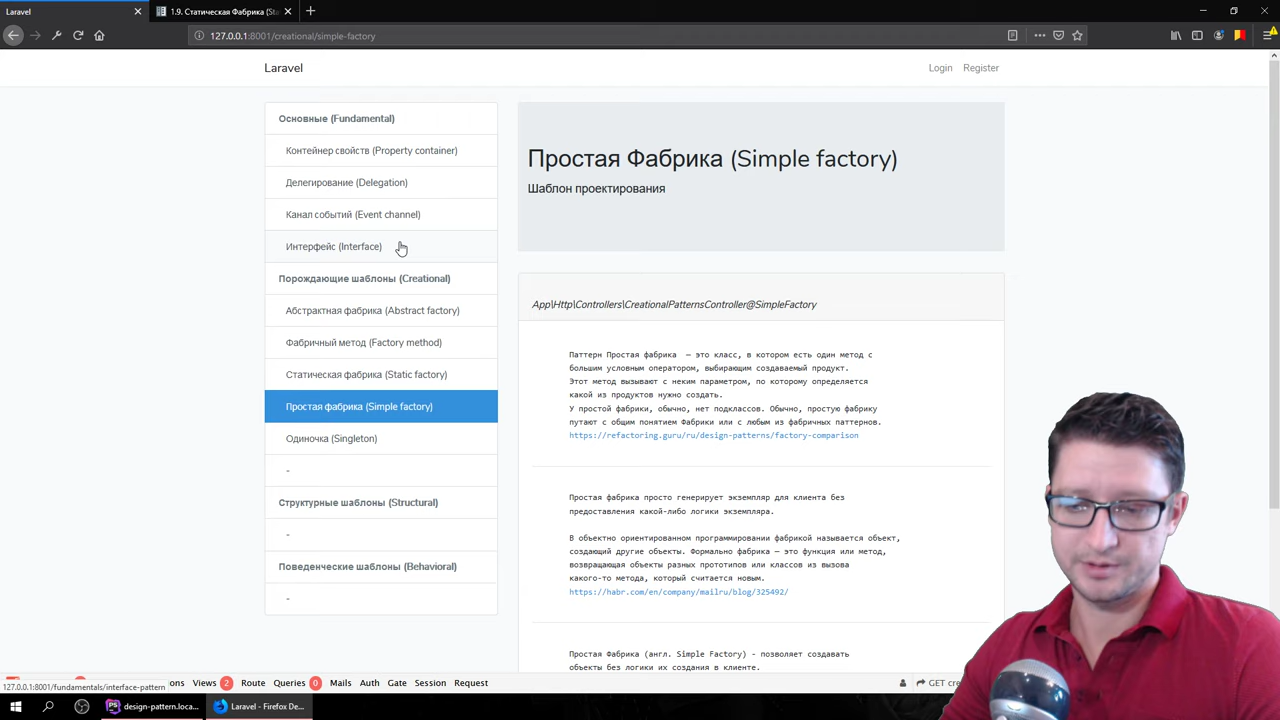 Laravel
1.9. Статическая Фабрика (Sta
127.0.0.1:8001/creational/simple-factory
Laravel
Login Register
Основные (Fundamental)
Контейнер свойств (Property container)
Делегирование (Delegation)
Канал событий (Event channel)
Интерфейс (Interface)
Порождающие шаблоны (Creational)
Абстрактная фабрика (Abstract factory)
Фабричный метод (Factory method)
Статическая фабрика (Static factory)
Простая фабрика (Simple factory)
Одиночка (Singleton)
-
Структурные шаблоны (Structural)
-
Поведенческие шаблоны (Behavioral)
-
Простая Фабрика (Simple factory)
Шаблон проектирования
App\Http\Controllers\CreationalPatternsController@SimpleFactory
Паттерн Простая фабрика — это класс, в котором есть один метод с
большим условным оператором, выбирающим создаваемый продукт.
Этот метод вызывают с неким параметром, по которому определяется
какой из продуктов нужно создать.
У простой фабрики, обычно, нет подклассов. Обычно, простую фабрику
путают с общим понятием Фабрики или с любым из фабричных паттернов.
https://refactoring.guru/ru/design-patterns/factory-comparison
Простая фабрика просто генерирует экземпляр для клиента без
предоставления какой-либо логики экземпляра.
В объектно ориентированном программировании фабрикой называется объект,
создающий другие объекты. Формально фабрика — это функция или метод,
возвращающая объекты разных прототипов или классов из вызова
какого-то метода, который считается новым.
https://habr.com/en/company/mailru/blog/325492/
Простая Фабрика (англ. Simple Factory) - позволяет создавать
объекты без логики их создания в клиенте.
ons Views 2 Route Queries 0 Mails Auth Gate Session Request GET cre
127.0.0.1:8001/fundamentals/interface-pattern
design-pattern.loca... Laravel - Firefox De...